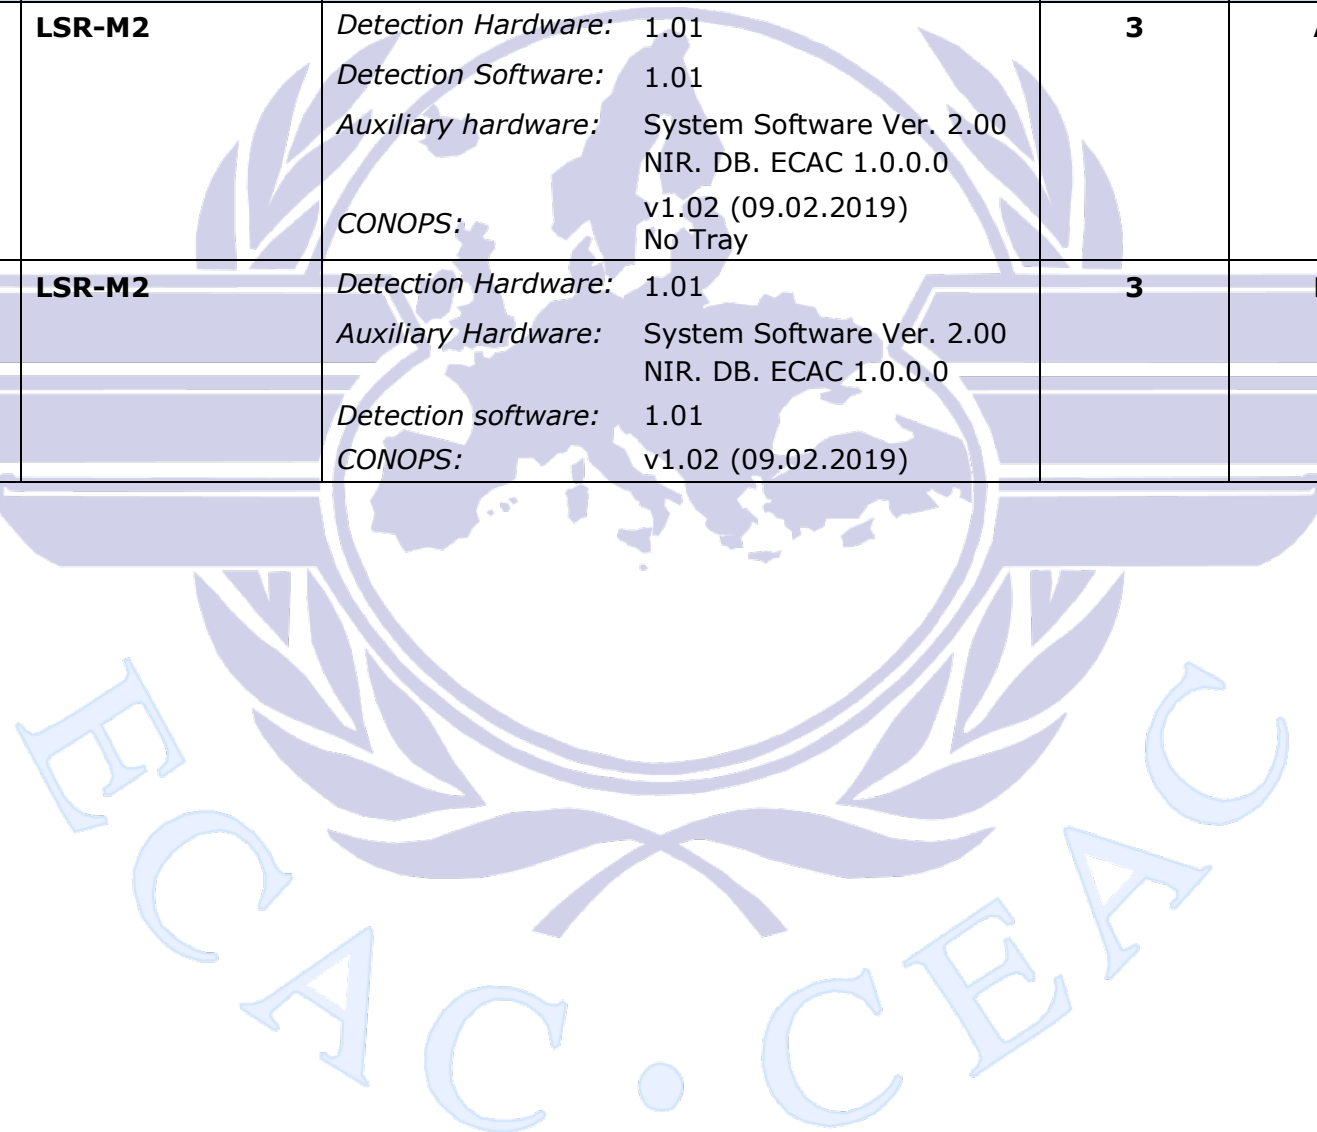 LSR-M2 Detection Hardware: 1.01 3
Detection Software: 1.01
Auxiliary hardware: System Software Ver. 2.00
NIR. DB. ECAC 1.0.0.0
CONOPS: v1.02 (09.02.2019)
No Tray
LSR-M2 Detection Hardware: 1.01 3
Auxiliary Hardware: System Software Ver. 2.00
NIR. DB. ECAC 1.0.0.0
Detection software: 1.01
CONOPS: v1.02 (09.02.2019)
ECAC • CEAC